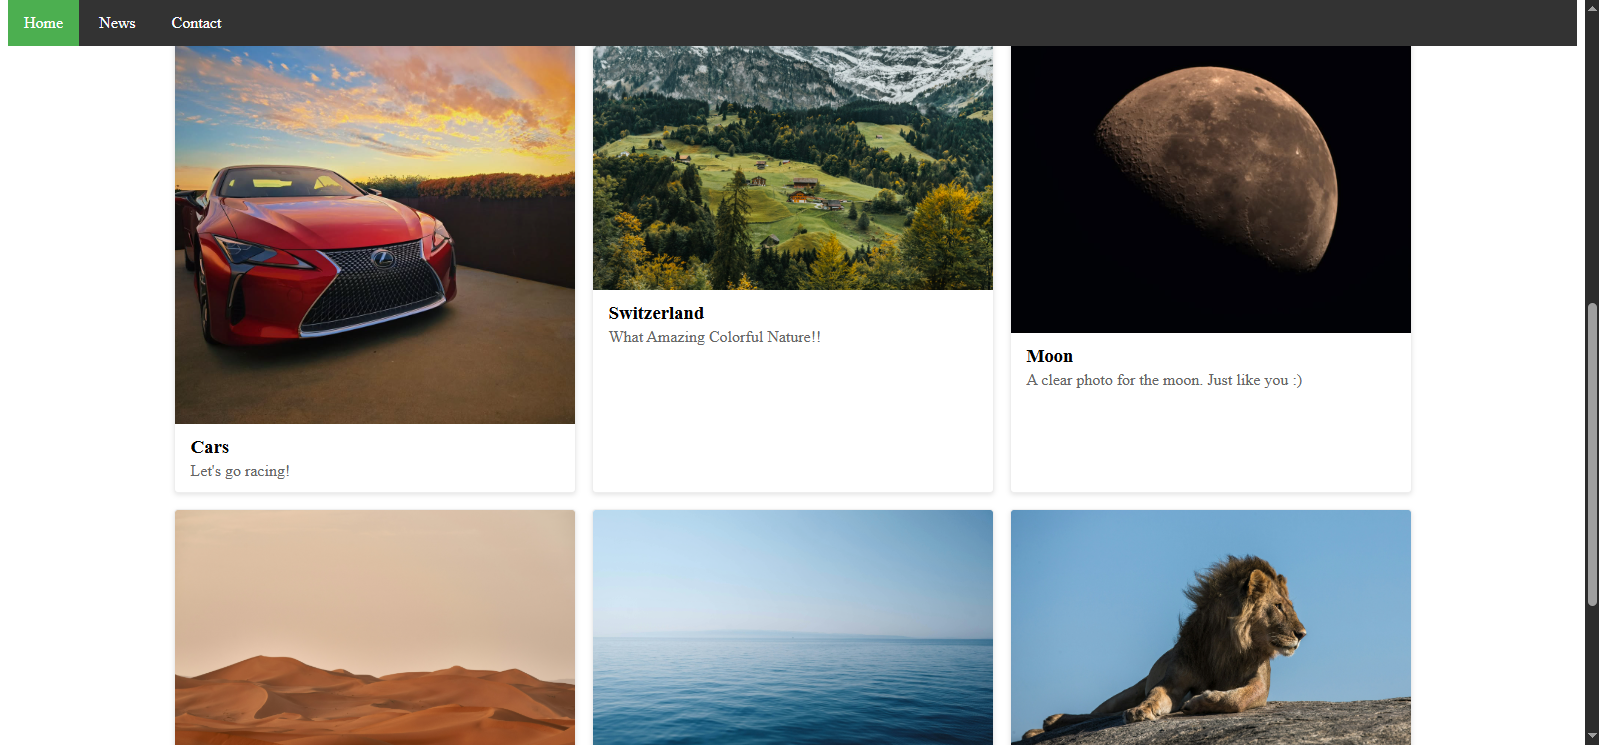 Home News Contact
Cars
Let's go racing!
Switzerland
What Amazing Colorful Nature!!
Moon
A clear photo for the moon. Just like you :)